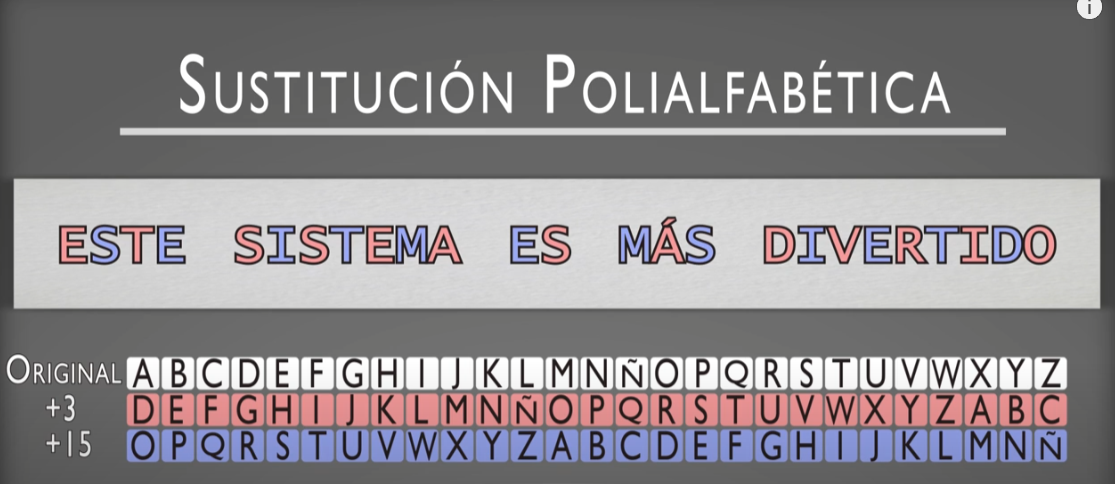 i
SUSTITUCIÓN POLIALFABÉTICA
ESTE SISTEMA ES MÁS DIVERTIDO
ORIGINAL A B C D E F G H I J K L M N Ñ O P Q R S T U V W X Y Z
+3 D E F G H I J K L M N Ñ O P Q R S T U V W X Y Z A B C
+15 O P Q R S T U V W X Y Z A B C D E F G H I J K L M N Ñ